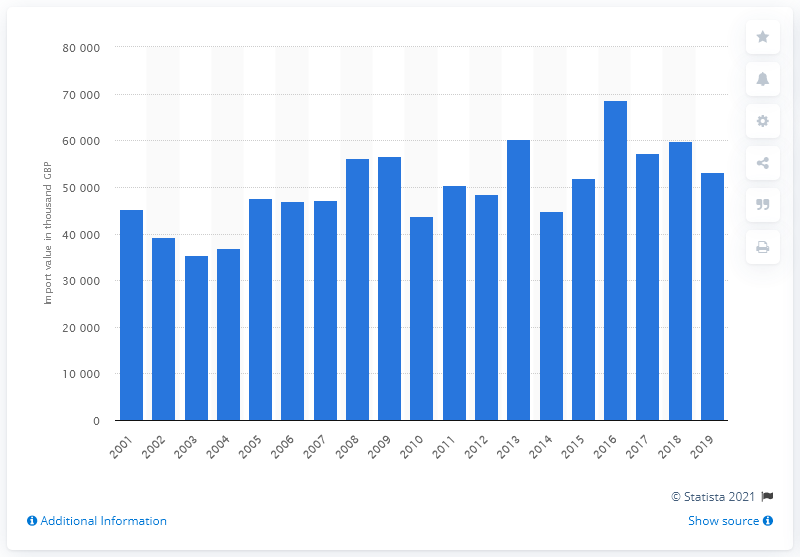 80 000
70 000
60 000
50 000
40 000
30 000
20 000
10 000
0
Import value in thousand GBP
2001 2002 2003 2004 2005 2006 2007 2008 2009 2010 2011 2012 2013 2014 2015 2016 2017 2018 2019
© Statista 2021
Additional Information
Show source